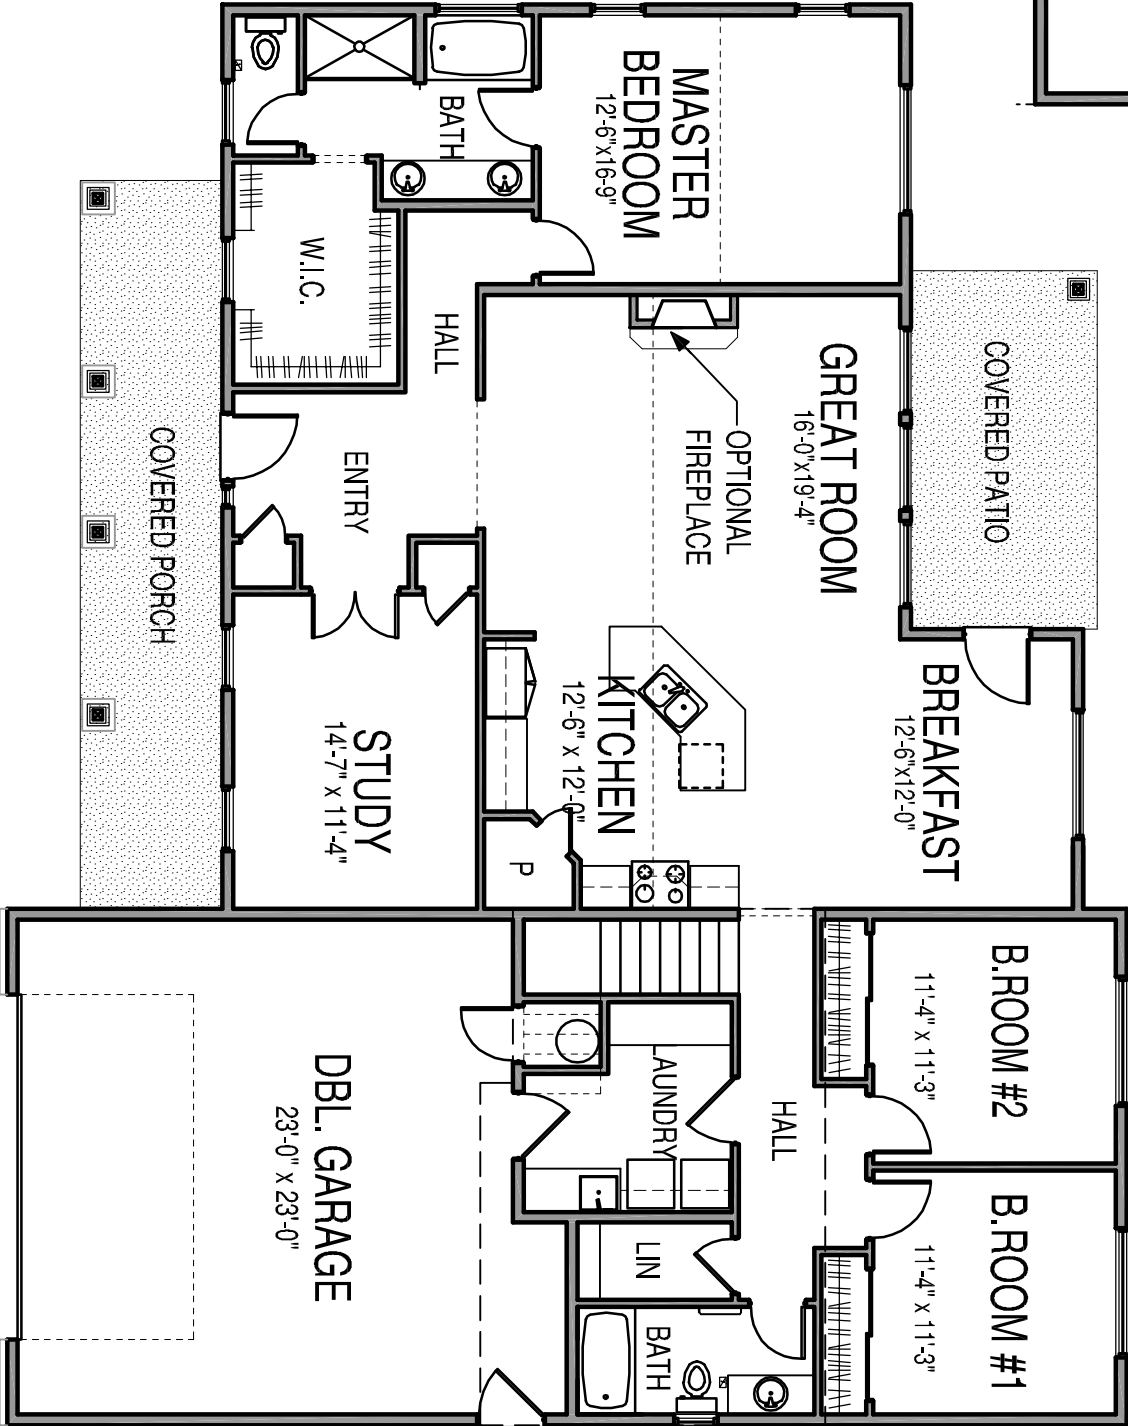 MASTER
BEDROOM
12'-6"x16-9"
BATH
W.I.C.
HALL
GREAT ROOM
16'-0"x19'-4"
OPTIONAL
FIREPLACE
COVERED PATIO
COVERED PORCH
ENTRY
BREAKFAST
12'-6"x12'-0"
KITCHEN
12'-6" x 12'-0"
STUDY
14'-7" x 11'-4"
P
B.ROOM #2
11'-4" x 11'-3"
LAUNDRY
HALL
DBL. GARAGE
23'-0" x 23'-0"
B.ROOM #1
11'-4" x 11'-3"
LIN
BATH